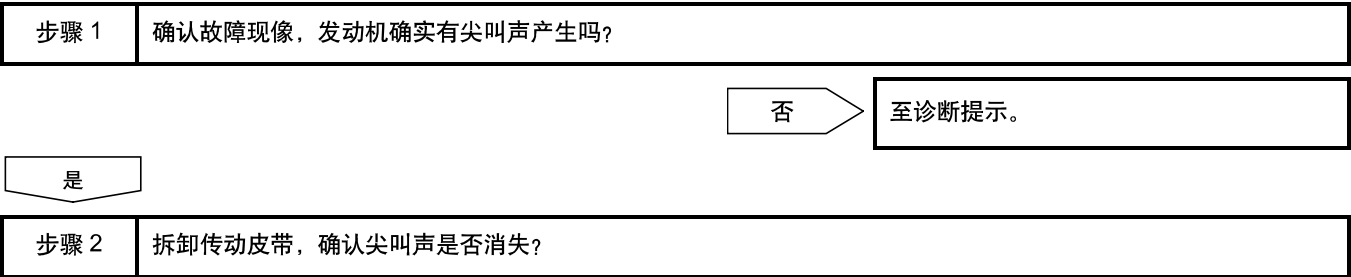 步骤 1 确认故障现像，发动机确实有尖叫声产生吗？
否 至诊断提示。
是
步骤 2 拆卸传动皮带，确认尖叫声是否消失？